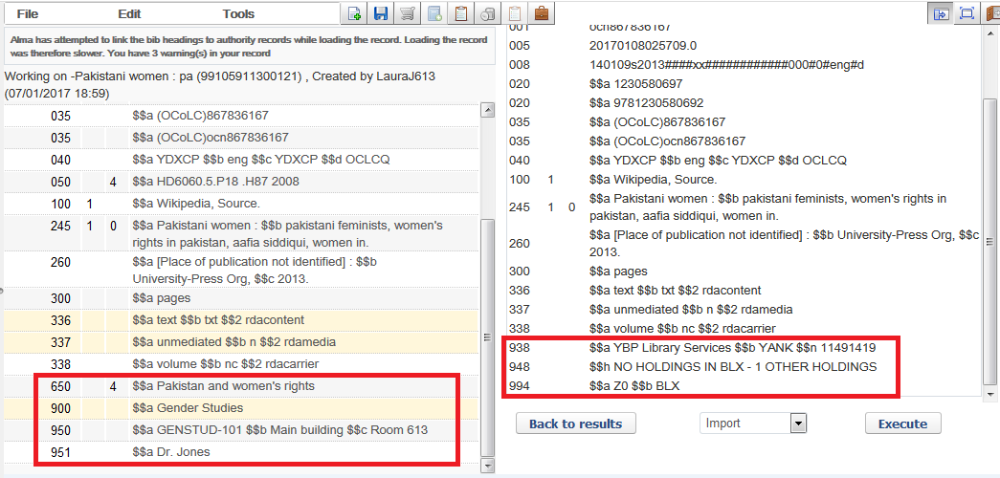 File Edit Tools
Alma has attempted to link the bib headings to authority records while loading the record. Loading the record
was therefore slower. You have 3 warning(s) in your record
Working on -Pakistani women : pa (99105911300121) , Created by LauraJ613
(07/01/2017 18:59)
035 $$a (OCoLC)867836167
035 $$a (OCoLC)ocn867836167
040 $$a YDXCP $$b eng $$c YDXCP $$d OCLCQ
050 4 $$a HD6060.5.P18 .H87 2008
100 1 $$a Wikipedia, Source.
245 1 0 $$a Pakistani women : $$b pakistani feminists, women's
rights in pakistan, aafia siddiqui, women in.
260 $$a [Place of publication not identified] : $$b
University-Press Org, $$c 2013.
300 $$a pages
336 $$a text $$b txt $$2 rdacontent
337 $$a unmediated $$b n $$2 rdamedia
338 $$a volume $$b nc $$2 rdacarrier
650 4 $$a Pakistan and women's rights
900 $$a Gender Studies
950 $$a GENSTUD-101 $$b Main building $$c Room 613
951 $$a Dr. Jones
001 ocn867836167
005 20170108025709.0
008 140109s2013####xx############000#0#eng#d
020 $$a 1230580697
020 $$a 9781230580692
035 $$a (OCoLC)867836167
035 $$a (OCoLC)ocn867836167
040 $$a YDXCP $$b eng $$c YDXCP $$d OCLCQ
100 1 $$a Wikipedia, Source.
245 1 0 $$a Pakistani women : $$b pakistani feminists, women's rights in
pakistan, aafia siddiqui, women in.
260 $$a [Place of publication not identified] : $$b University-Press Org, $$c
2013.
300 $$a pages
336 $$a text $$b txt $$2 rdacontent
337 $$a unmediated $$b n $$2 rdamedia
338 $$a volume $$b nc $$2 rdacarrier
938 $$a YBP Library Services $$b YANK $$n 11491419
948 $$h NO HOLDINGS IN BLX - 1 OTHER HOLDINGS
994 $$a Z0 $$b BLX
Back to results Import Execute